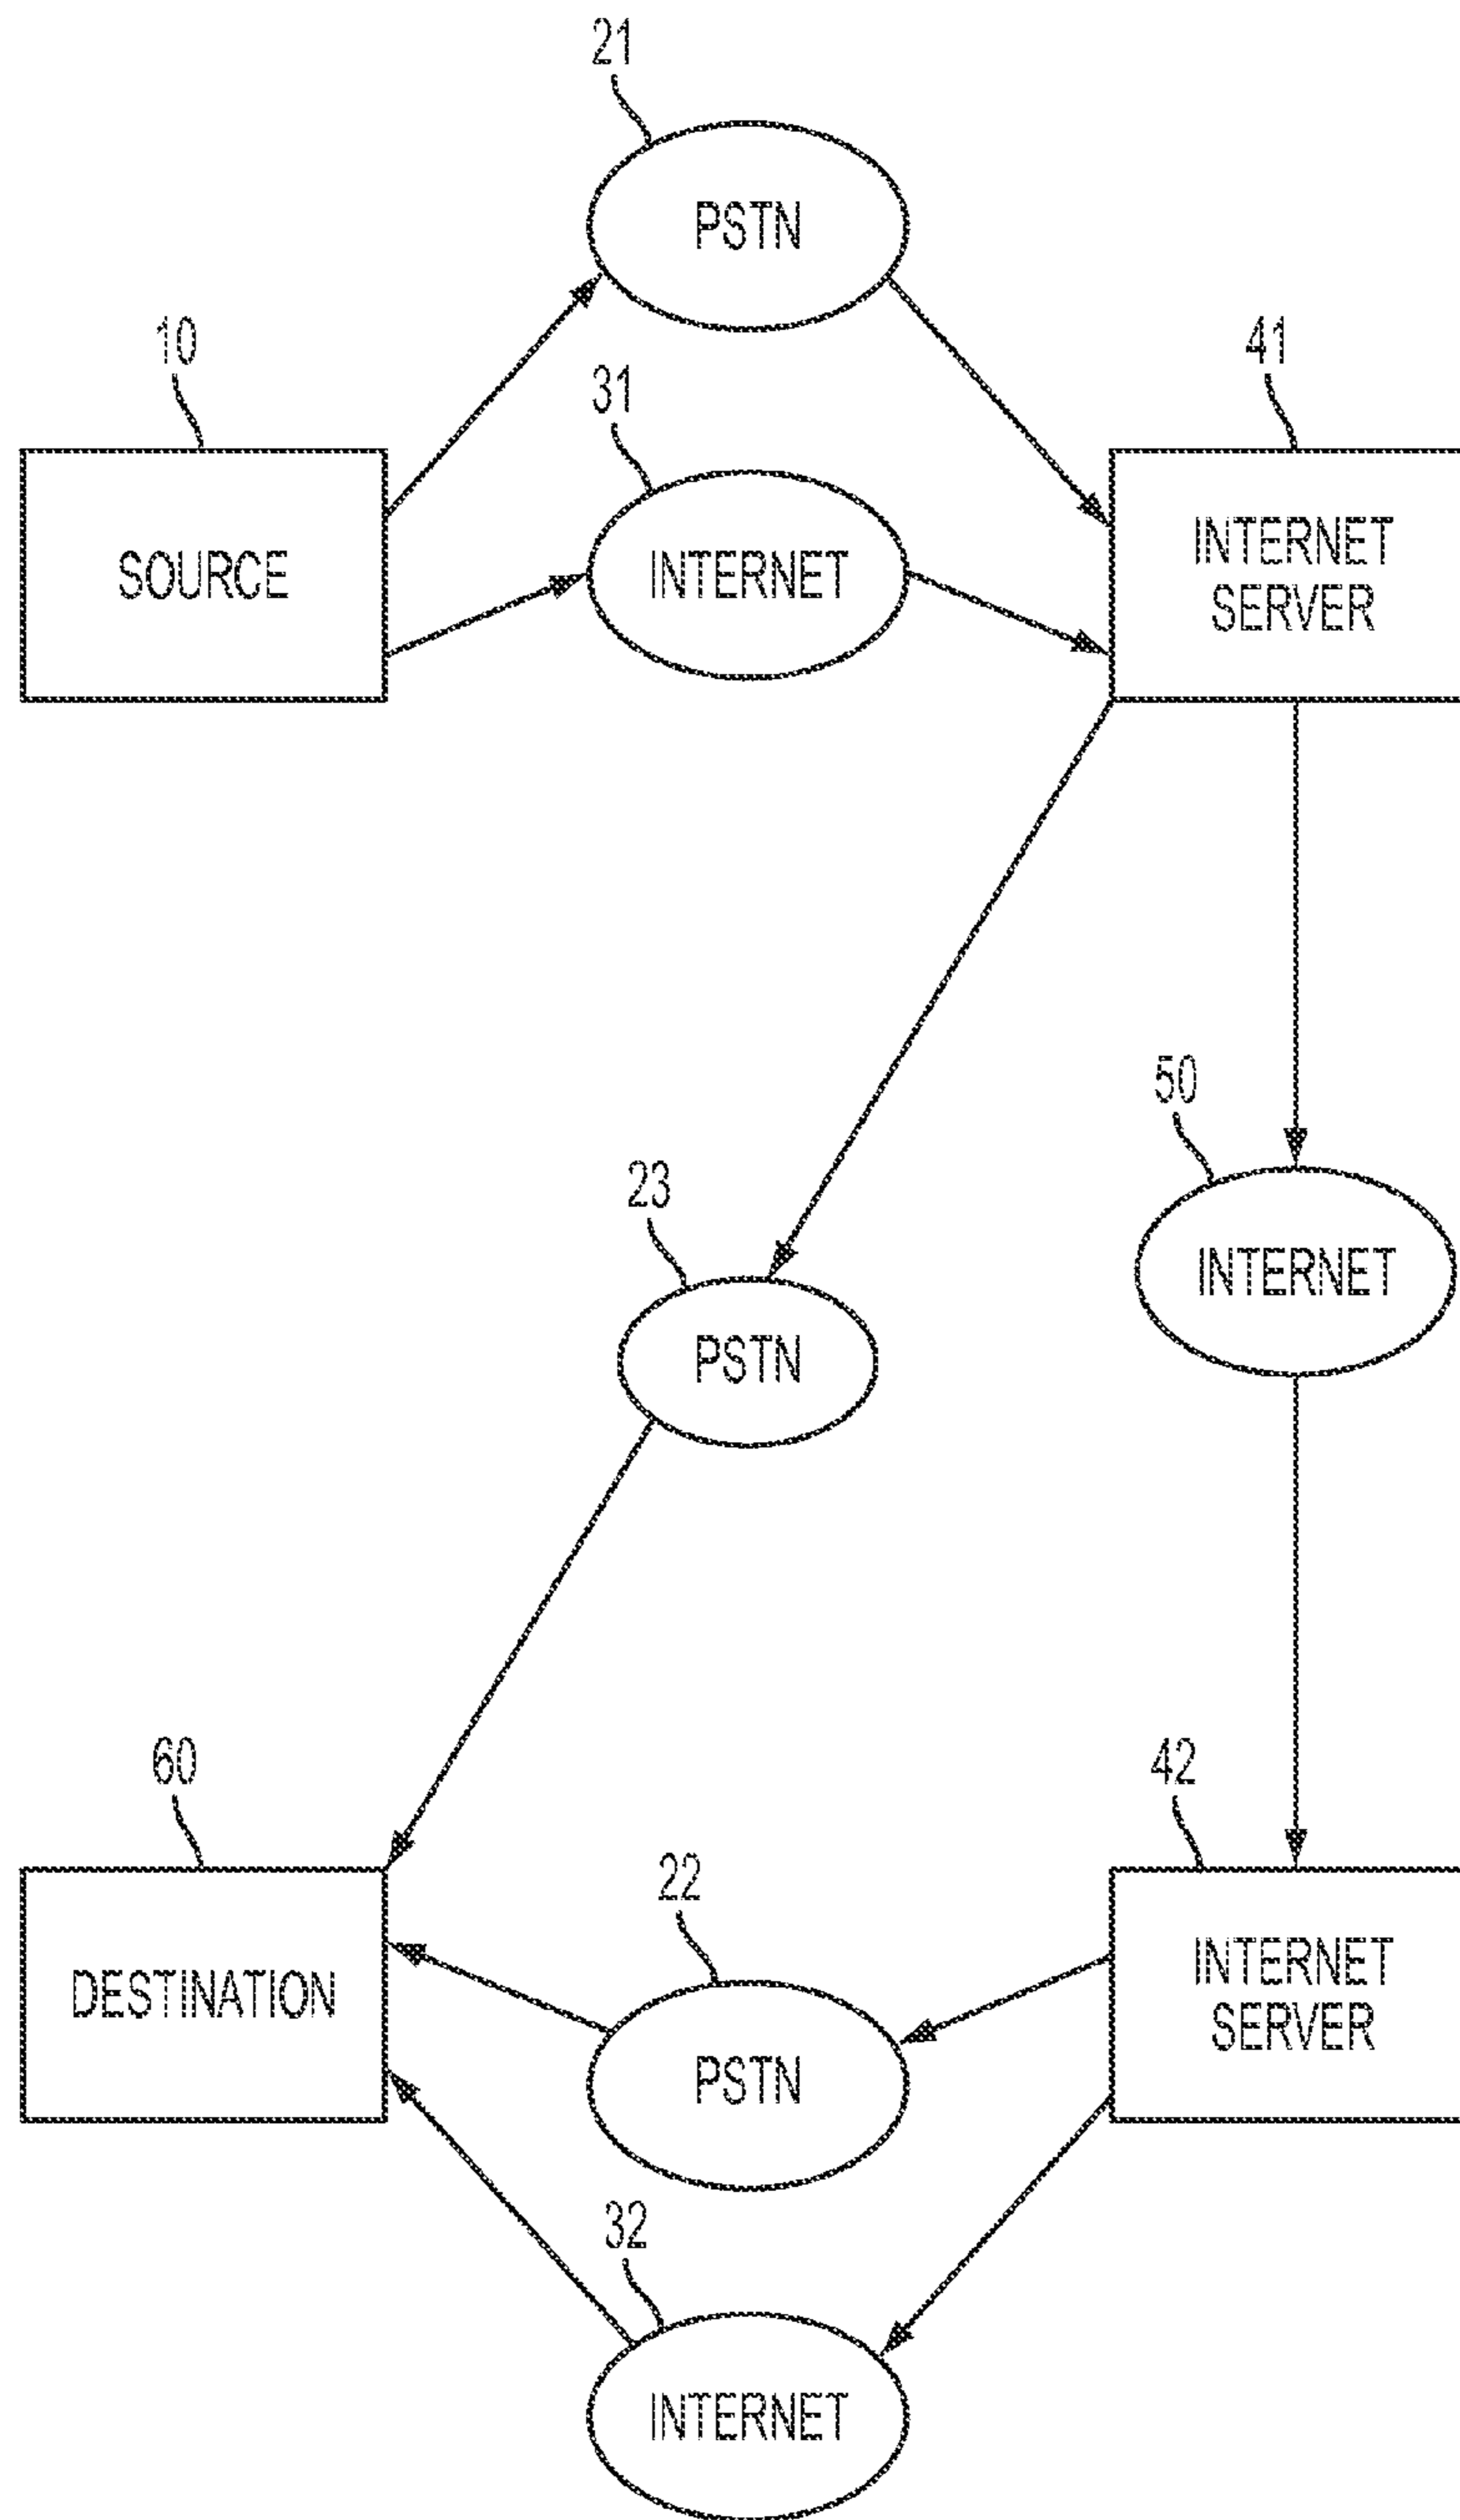 21
PSTN
10
31
41
SOURCE
INTERNET
INTERNET
SERVER
50
23
INTERNET
PSTN
60
42
22
DESTINATION
INTERNET
SERVER
PSTN
32
INTERNET